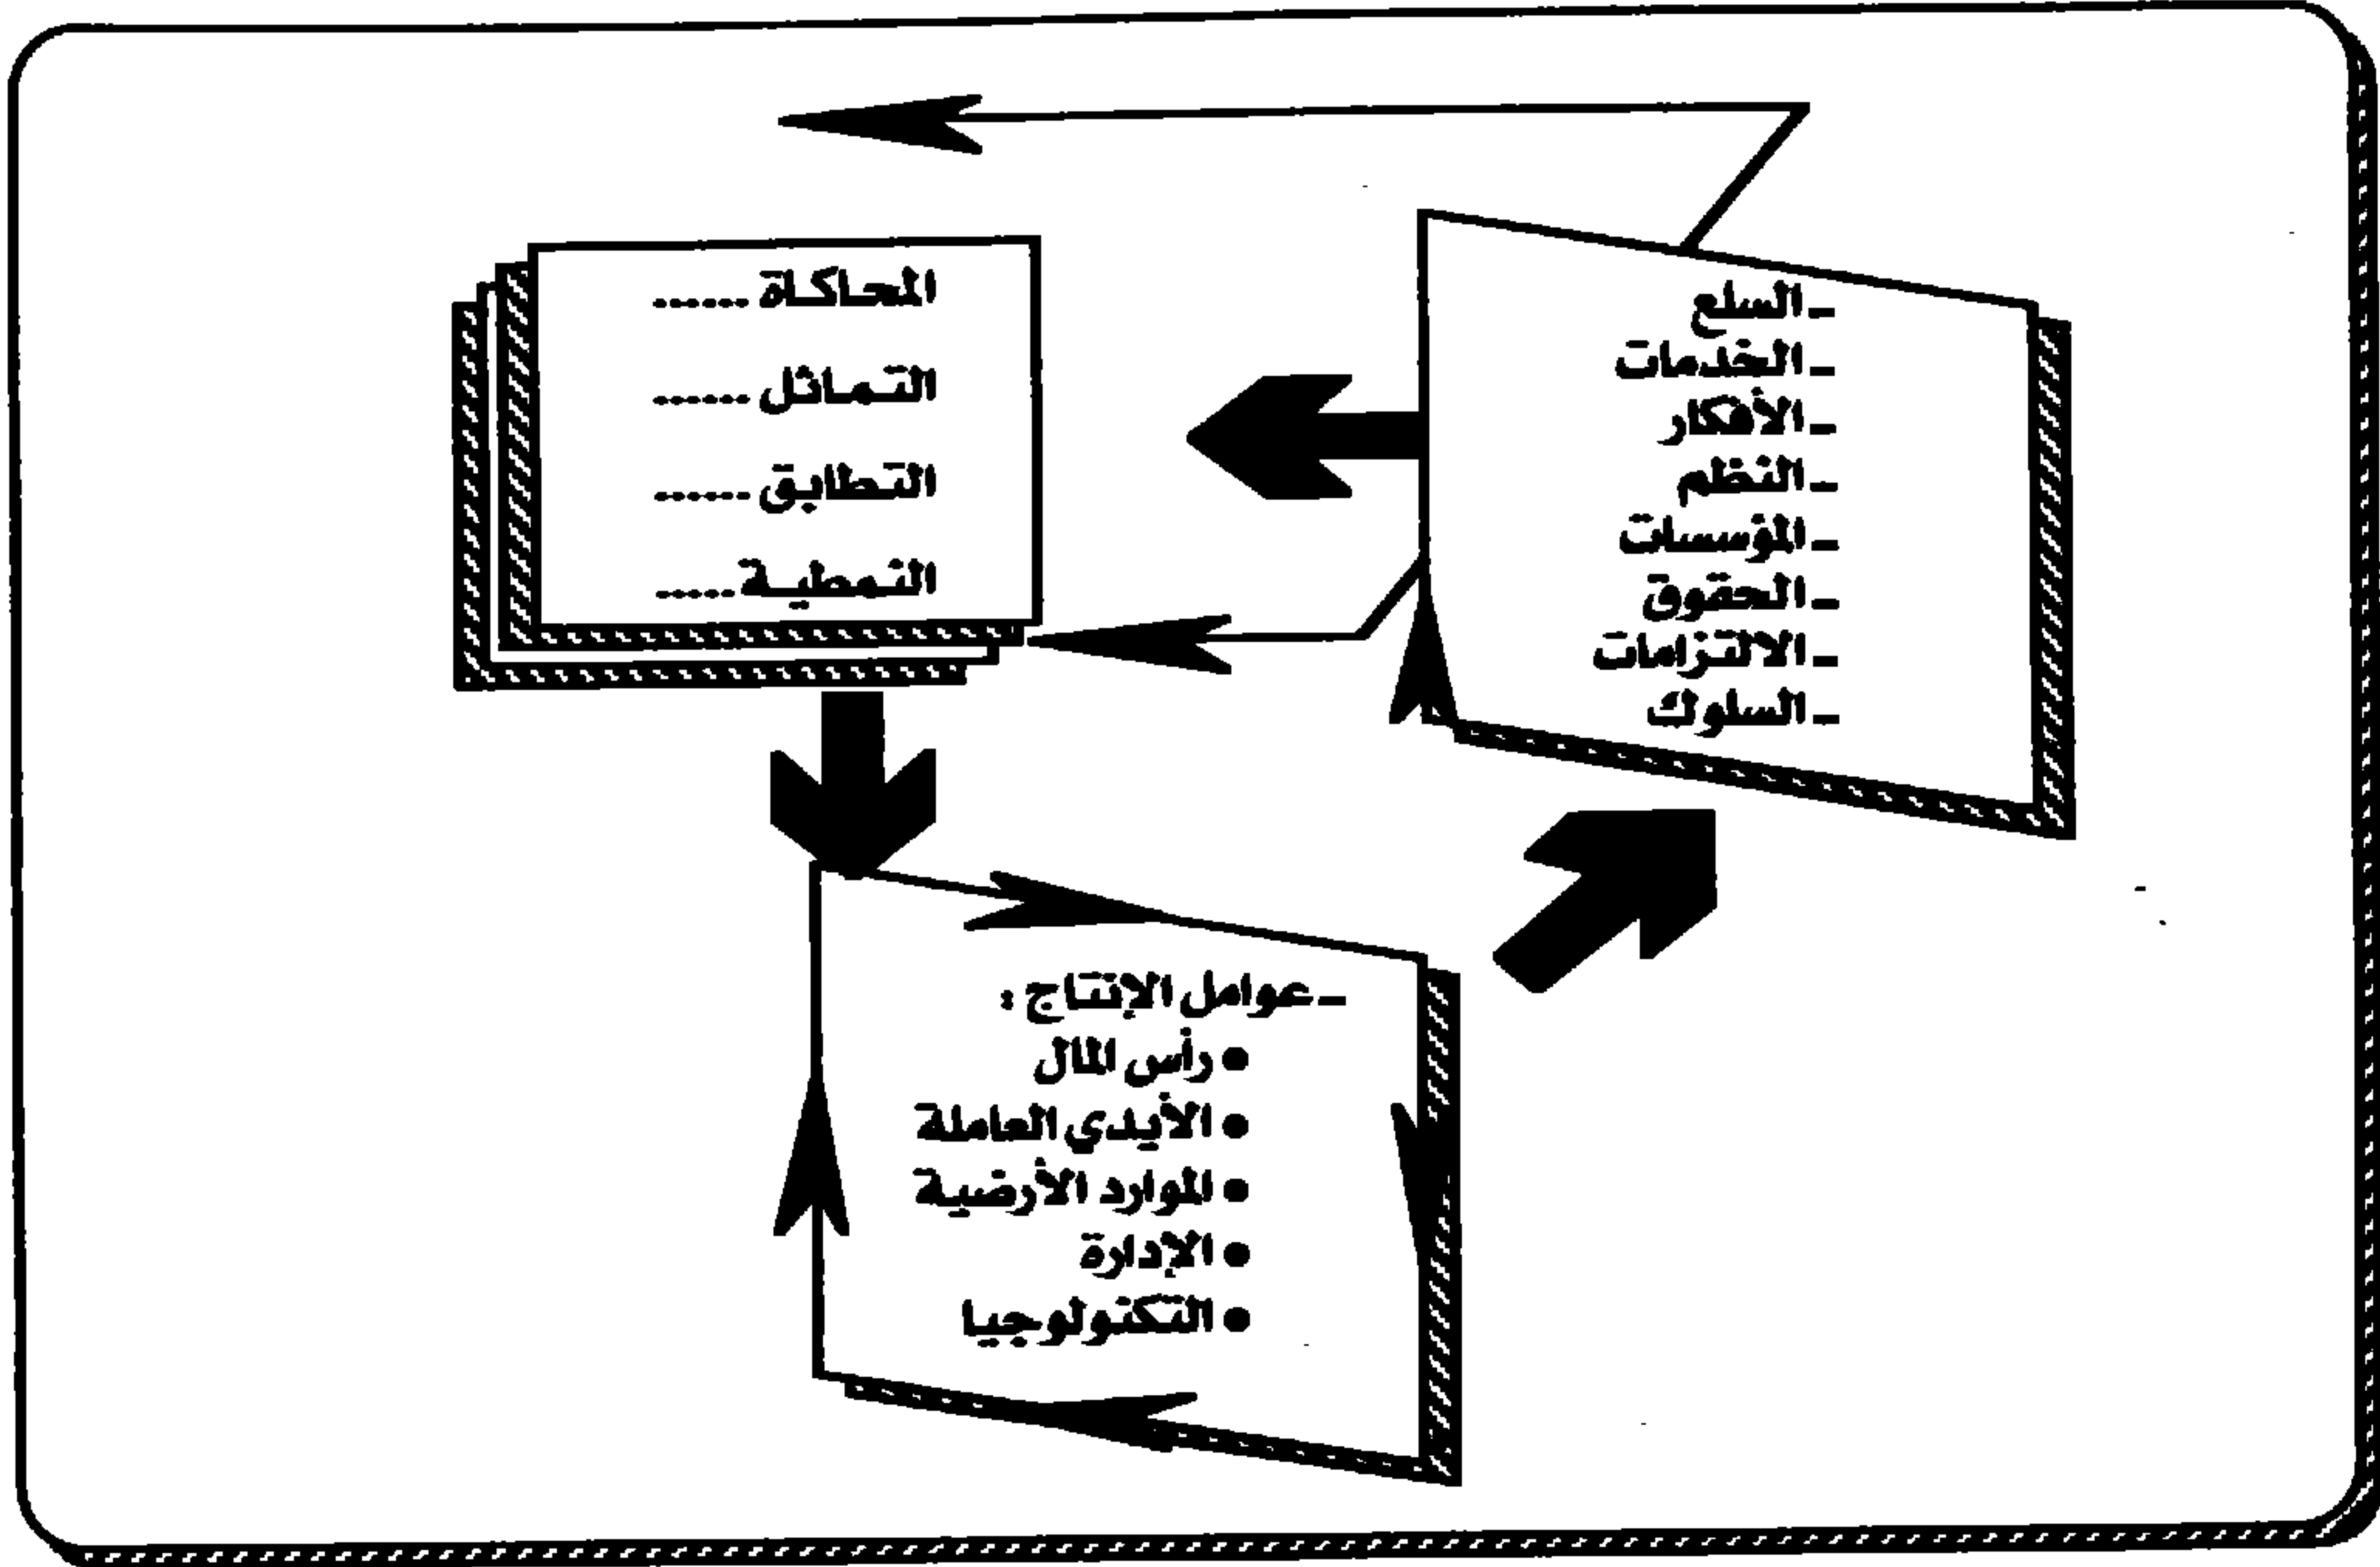 ـ السلع
ـ الخدمات
ـ الأفكار
ـ النظم
ـ المؤسسات
ـ الحقوق
ـ الالتزامات
ـ السلوك
المحاكاة ......
التماثل ......
التطابق ......
النمطية .....
ـ عوامل الإنتاج :
● رأس المال
● الأيدي العاملة
● الموارد الأرضية
● الإدارة
● التكنولوجيا